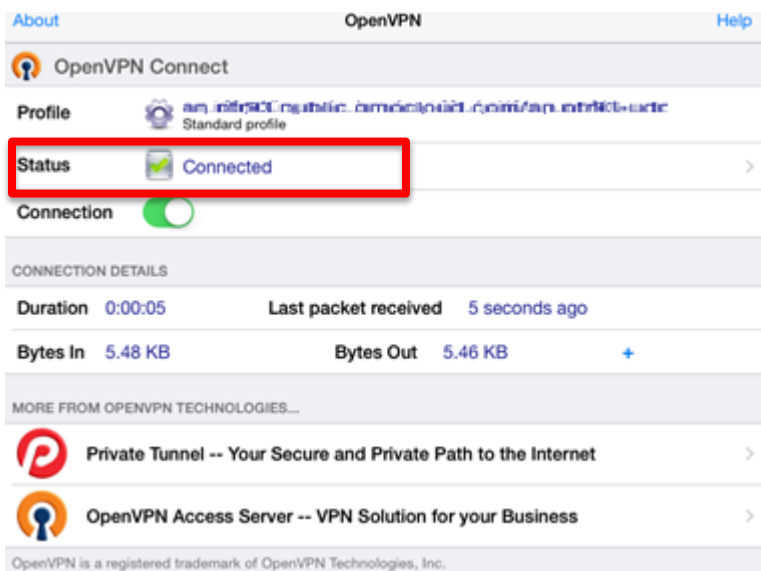 About OpenVPN Help
OpenVPN Connect
Profile
Standard profile
Status Connected
Connection
CONNECTION DETAILS
Duration 0:00:05 Last packet received 5 seconds ago
Bytes In 5.48 KB Bytes Out 5.46 KB +
MORE FROM OPENVPN TECHNOLOGIES...
Private Tunnel -- Your Secure and Private Path to the Internet
OpenVPN Access Server -- VPN Solution for your Business
OpenVPN is a registered trademark of OpenVPN Technologies, Inc.